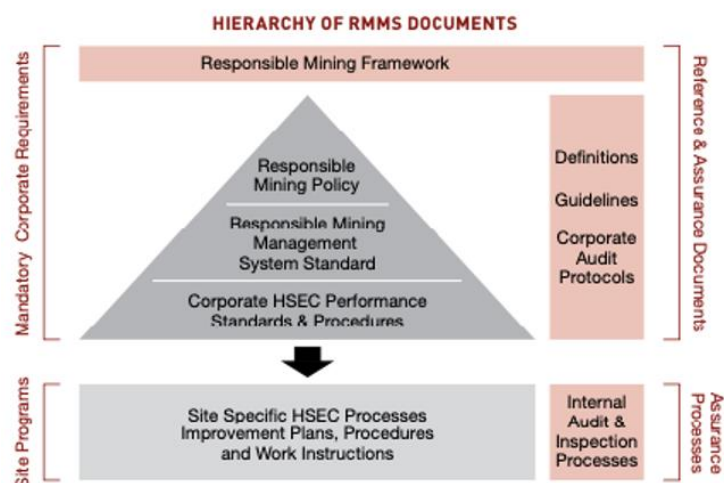 HIERARCHY OF RMMS DOCUMENTS
Mandatory Corporate Requirements
Responsible Mining Framework
Responsible
Mining Policy
Responsible Mining
Management
System Standard
Corporate HSEC Performance
Standards & Procedures
Definitions
Guidelines
Corporate
Audit
Protocols
Reference & Assurance Documents
Site Programs
Site Specific HSEC Processes
Improvement Plans, Procedures
and Work Instructions
Internal
Audit &
Inspection
Processes
Assurance
Processes